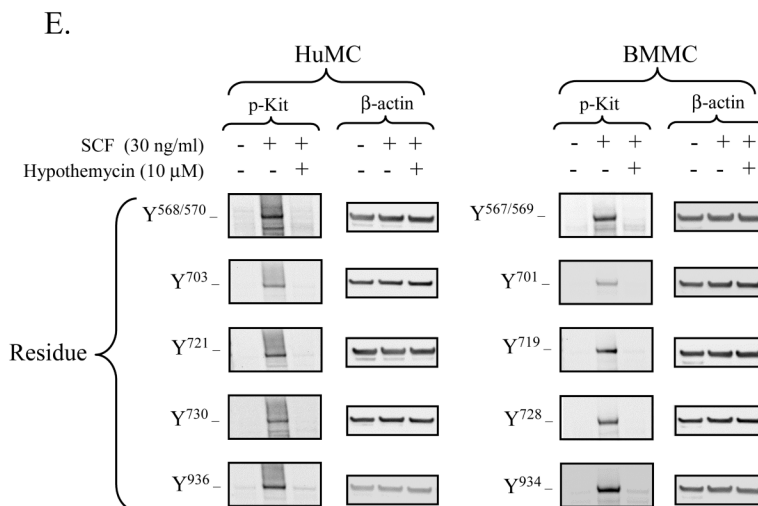 E.
HuMC BMMC
p-Kit β-actin p-Kit β-actin
SCF (30 ng/ml) - + + - + + - + + - + +
Hypothemycin (10 μM) - - + - - + - - + - - +
Y568/570 – Y567/569 –
Y703 – Y701 –
Residue Y721 – Y719 –
Y730 – Y728 –
Y936 – Y934 –